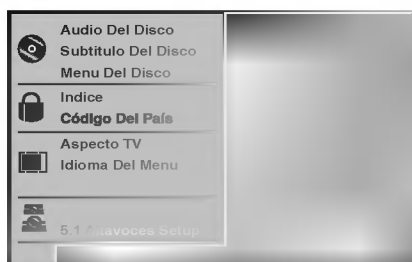 Audio Del Disco
Subtitulo Del Disco
Menu Del Disco
Indice
Código Del País
Aspecto TV
Idioma Del Menu
5.1 Altavoces Setup